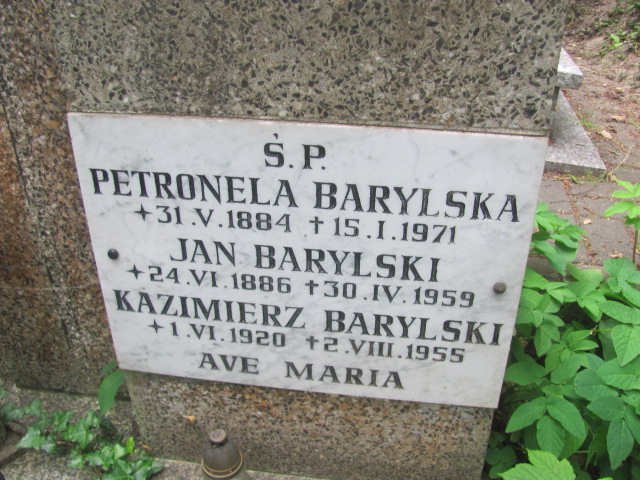 Ś.P.
PETRONELA BARYLSKA
✦31.V.1884 ✝15.I.1971
JAN BARYLSKI
✦24.VI.1886 ✝30.IV.1959
KAZIMIERZ BARYLSKI
✦1.VI.1920 ✝2.VIII.1955
AVE MARIA